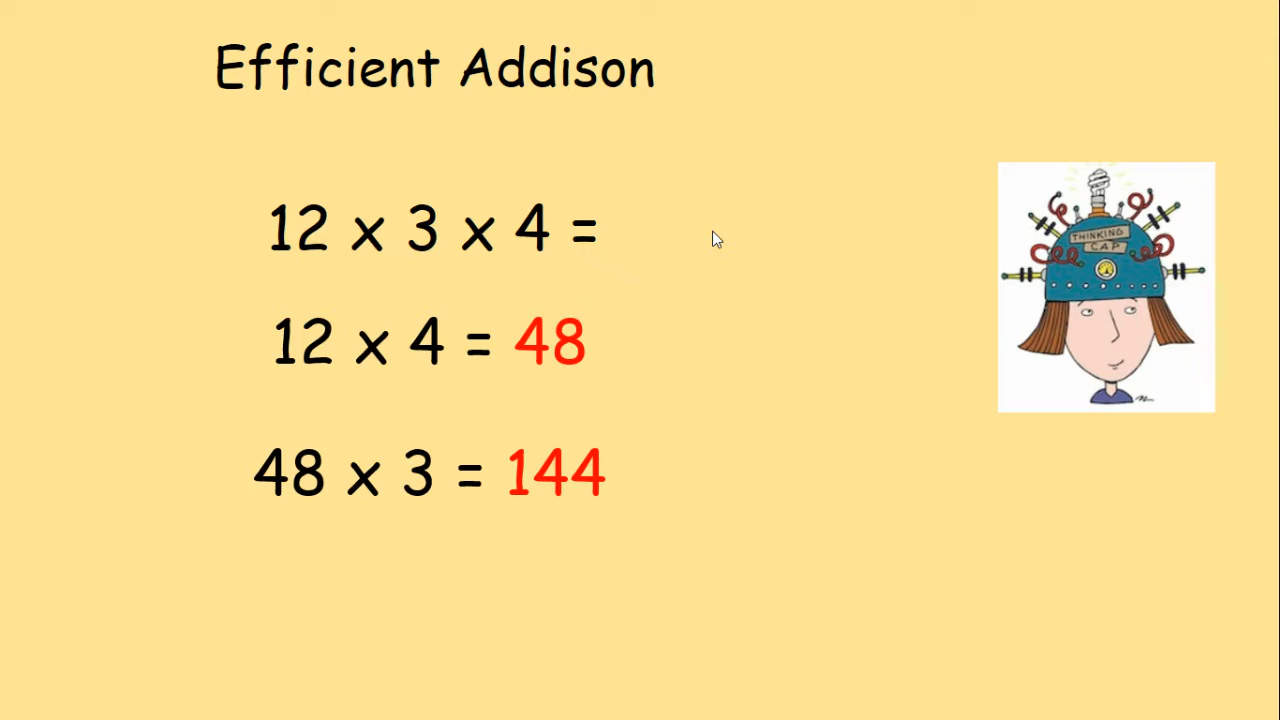 Efficient Addison
12 x 3 x 4 =
12 x 4 = 48
48 x 3 = 144
THINKING
CAP